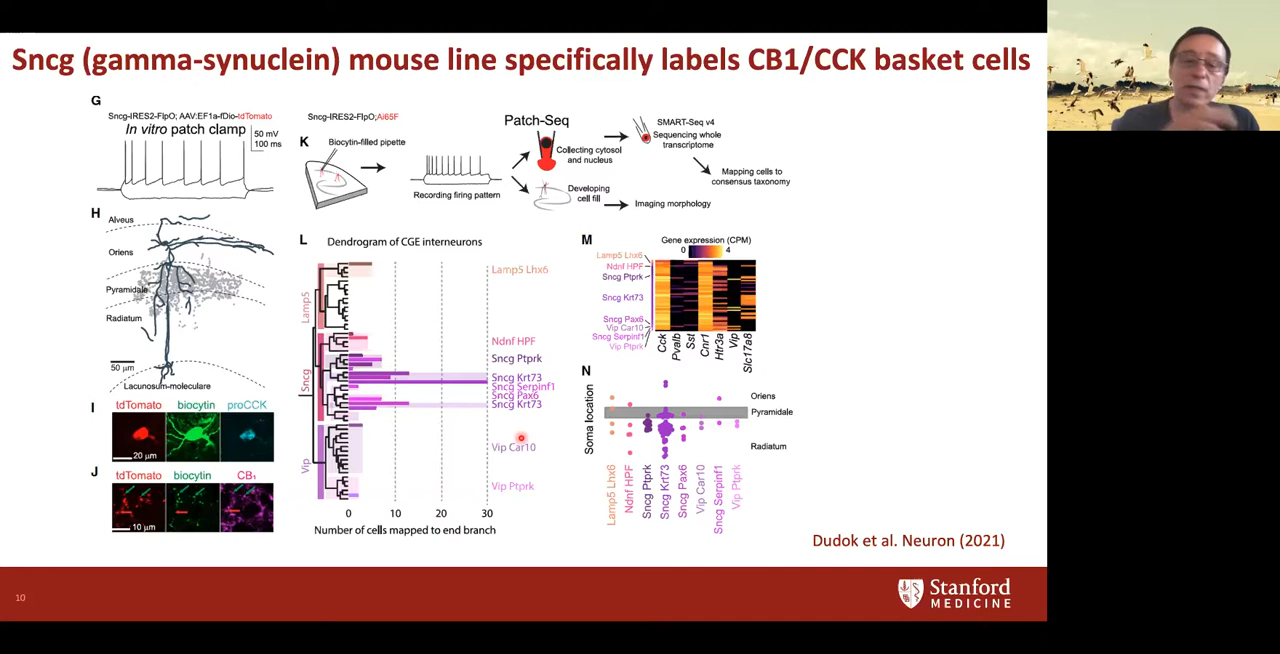 Sncg (gamma-synuclein) mouse line specifically labels CB1/CCK basket cells
G
Sncg-IRES2-FlpO; AAV:EF1a-fDio-tdTomato
In vitro patch clamp
50 mV
100 ms
Sncg-IRES2-FlpO;Ai65F
K
Biocytin-filled pipette
Recording firing pattern
Patch-Seq
Collecting cytosol
and nucleus
Developing
cell fill
SMART-Seq v4
Sequencing whole
transcriptome
Mapping cells to
consensus taxonomy
Imaging morphology
H
Alveus
Oriens
Pyramidale
Radiatum
50 µm
Lacunosum-moleculare
I
tdTomato
biocytin
proCCK
20 µm
J
tdTomato
biocytin
CB1
10 µm
L
Dendrogram of CGE interneurons
Lamp5
Sncg
Vip
Lamp5 Lhx6
Ndnf HPF
Sncg Ptprk
Sncg Krt73
Sncg Serpinf1
Sncg Pax6
Sncg Krt73
Vip Car10
Vip Ptprk
0 10 20 30
Number of cells mapped to end branch
M
Gene expression (CPM)
0 4
Lamp5 Lhx6
Ndnf HPF
Sncg Ptprk
Sncg Krt73
Sncg Pax6
Vip Car10
Sncg Serpinf1
Vip Ptprk
Cck
Pvalb
Sst
Cnr1
Htr3a
Vip
Slc17a8
N
Soma location
Oriens
Pyramidale
Radiatum
Lamp5 Lhx6
Ndnf HPF
Sncg Ptprk
Sncg Krt73
Sncg Pax6
Vip Car10
Sncg Serpinf1
Vip Ptprk
Dudok et al. Neuron (2021)
10
Stanford
MEDICINE